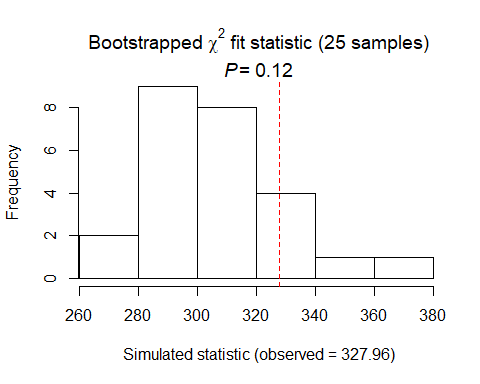 Bootstrapped χ² fit statistic (25 samples)
P = 0.12
Frequency
8
6
4
2
0
260 280 300 320 340 360 380
Simulated statistic (observed = 327.96)